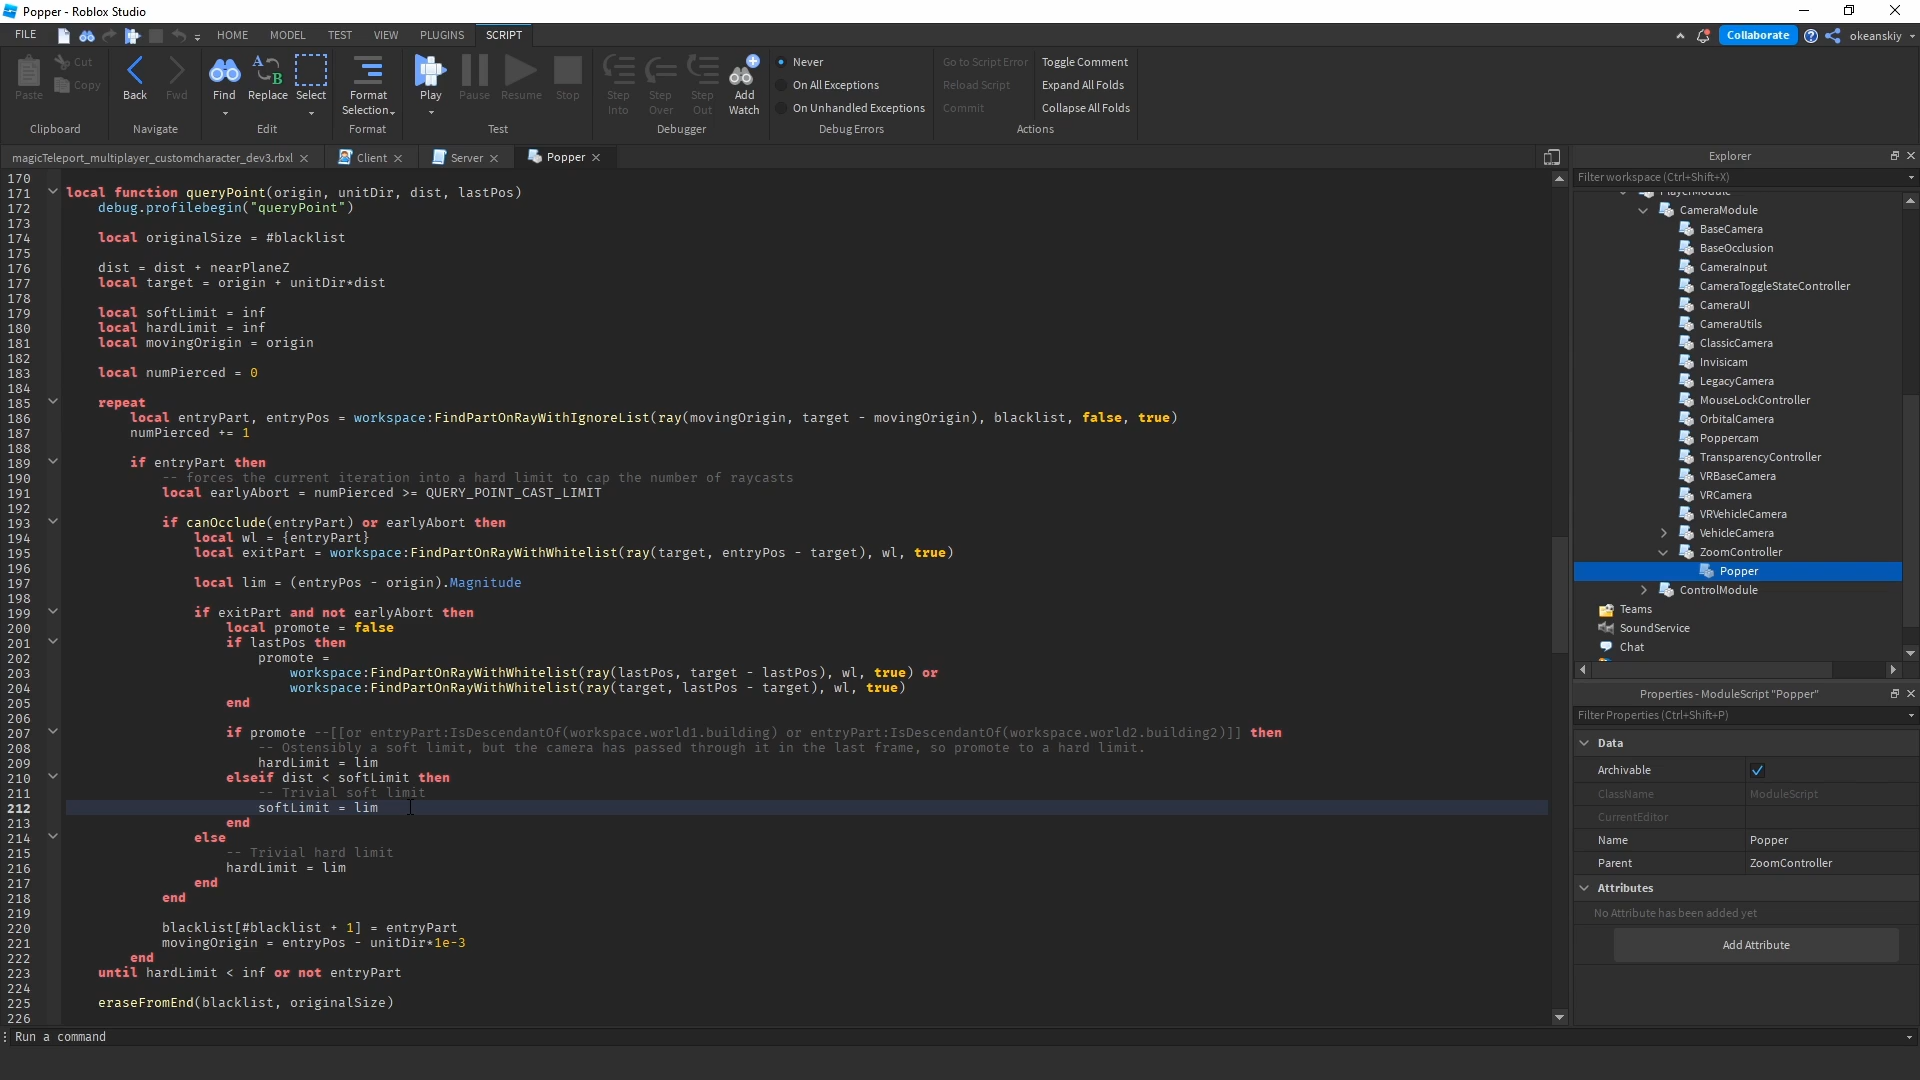 Popper - Roblox Studio
FILE HOME MODEL TEST VIEW PLUGINS SCRIPT Collaborate okeanskiy
Paste Cut Copy Back Fwd Find Replace Select Format Selection Play Pause Resume Stop Step Into Step Over Step Out Add Watch
Never Go to Script Error Toggle Comment
On All Exceptions Reload Script Expand All Folds
On Unhandled Exceptions Commit Collapse All Folds
Clipboard Navigate Edit Format Test Debugger Debug Errors Actions
magicTeleport_multiplayer_customcharacter_dev3.rbxl Client Server Popper
170
171 local function queryPoint(origin, unitDir, dist, lastPos)
172 debug.profilebegin("queryPoint")
173
174 local originalSize = #blacklist
175
176 dist = dist + nearPlaneZ
177 local target = origin + unitDir*dist
178
179 local softLimit = inf
180 local hardLimit = inf
181 local movingOrigin = origin
182
183 local numPierced = 0
184
185 repeat
186 local entryPart, entryPos = workspace:FindPartOnRayWithIgnoreList(ray(movingOrigin, target - movingOrigin), blacklist, false, true)
187 numPierced += 1
188
189 if entryPart then
190 -- forces the current iteration into a hard limit to cap the number of raycasts
191 local earlyAbort = numPierced >= QUERY_POINT_CAST_LIMIT
192
193 if canOcclude(entryPart) or earlyAbort then
194 local wl = {entryPart}
195 local exitPart = workspace:FindPartOnRayWithWhitelist(ray(target, entryPos - target), wl, true)
196
197 local lim = (entryPos - origin).Magnitude
198
199 if exitPart and not earlyAbort then
200 local promote = false
201 if lastPos then
202 promote =
203 workspace:FindPartOnRayWithWhitelist(ray(lastPos, target - lastPos), wl, true) or
204 workspace:FindPartOnRayWithWhitelist(ray(target, lastPos - target), wl, true)
205 end
206
207 if promote --[[or entryPart:IsDescendantOf(workspace.world1.building) or entryPart:IsDescendantOf(workspace.world2.building2)]] then
208 -- Ostensibly a soft limit, but the camera has passed through it in the last frame, so promote to a hard limit.
209 hardLimit = lim
210 elseif dist < softLimit then
211 -- Trivial soft limit
212 softLimit = lim
213 end
214 else
215 -- Trivial hard limit
216 hardLimit = lim
217 end
218 end
219
220 blacklist[#blacklist + 1] = entryPart
221 movingOrigin = entryPos - unitDir*1e-3
222 end
223 until hardLimit < inf or not entryPart
224
225 eraseFromEnd(blacklist, originalSize)
226
Run a command
Explorer
Filter workspace (Ctrl+Shift+X)
PlayerModule
CameraModule
BaseCamera
BaseOcclusion
CameraInput
CameraToggleStateController
CameraUI
CameraUtils
ClassicCamera
Invisicam
LegacyCamera
MouseLockController
OrbitalCamera
Poppercam
TransparencyController
VRBaseCamera
VRCamera
VRVehicleCamera
VehicleCamera
ZoomController
Popper
ControlModule
Teams
SoundService
Chat
Properties - ModuleScript "Popper"
Filter Properties (Ctrl+Shift+P)
Data
Archivable
ClassName ModuleScript
CurrentEditor
Name Popper
Parent ZoomController
Attributes
No Attribute has been added yet
Add Attribute